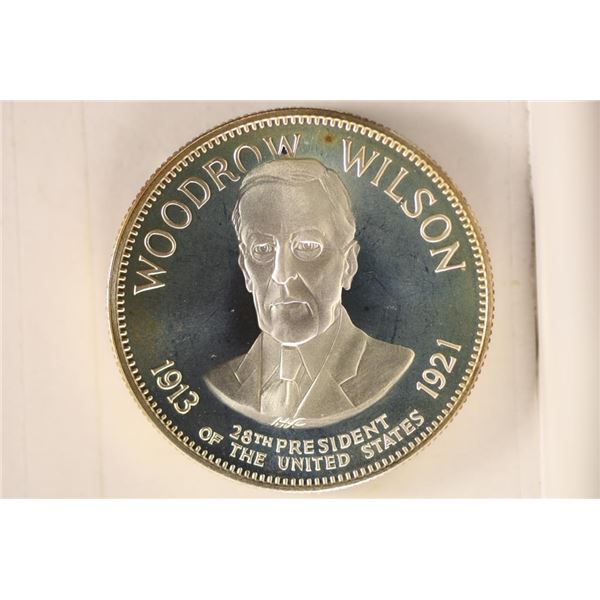 WOODROW WILSON
1913
1921
28TH PRESIDENT
OF THE UNITED STATES